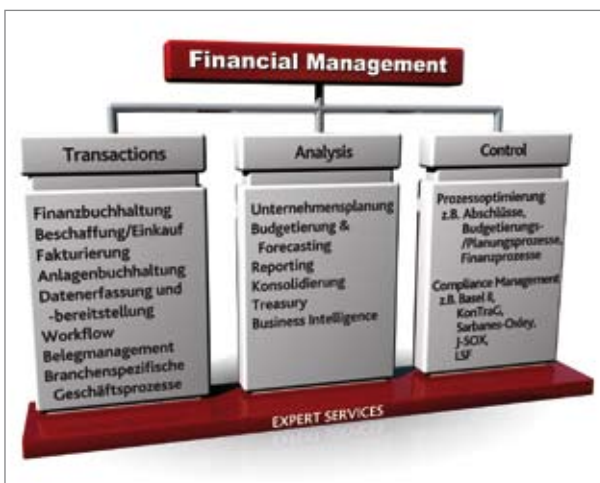 Financial Management
Transactions
Finanzbuchhaltung
Beschaffung/Einkauf
Fakturierung
Anlagenbuchhaltung
Datenerfassung und
-bereitstellung
Workflow
Belegmanagement
Branchenspezifische
Geschäftsprozesse
Analysis
Unternehmensplanung
Budgetierung &
Forecasting
Reporting
Konsolidierung
Treasury
Business Intelligence
Control
Prozessoptimierung
z.B. Abschlüsse,
Budgetierungs-
/Planungsprozesse,
Finanzprozesse
Compliance Management
z.B. Basel II,
KonTraG,
Sarbanes-Oxley,
J-SOX,
LSF
EXPERT SERVICES